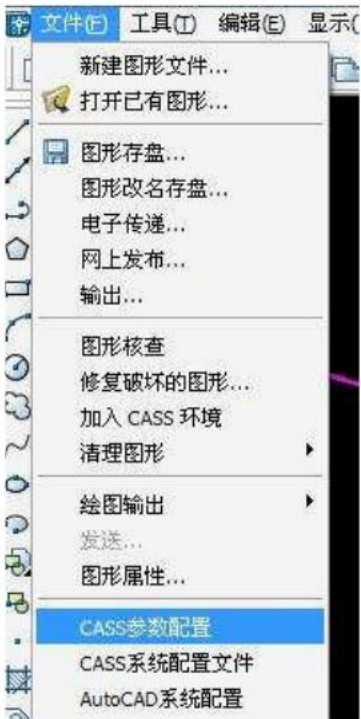 文件(F) 工具(T) 编辑(E) 显示(
新建图形文件...
打开已有图形...
图形存盘...
图形改名存盘...
电子传递...
网上发布...
输出...
图形核查
修复破坏的图形...
加入 CASS 环境
清理图形
绘图输出
发送...
图形属性...
CASS参数配置
CASS系统配置文件
AutoCAD系统配置